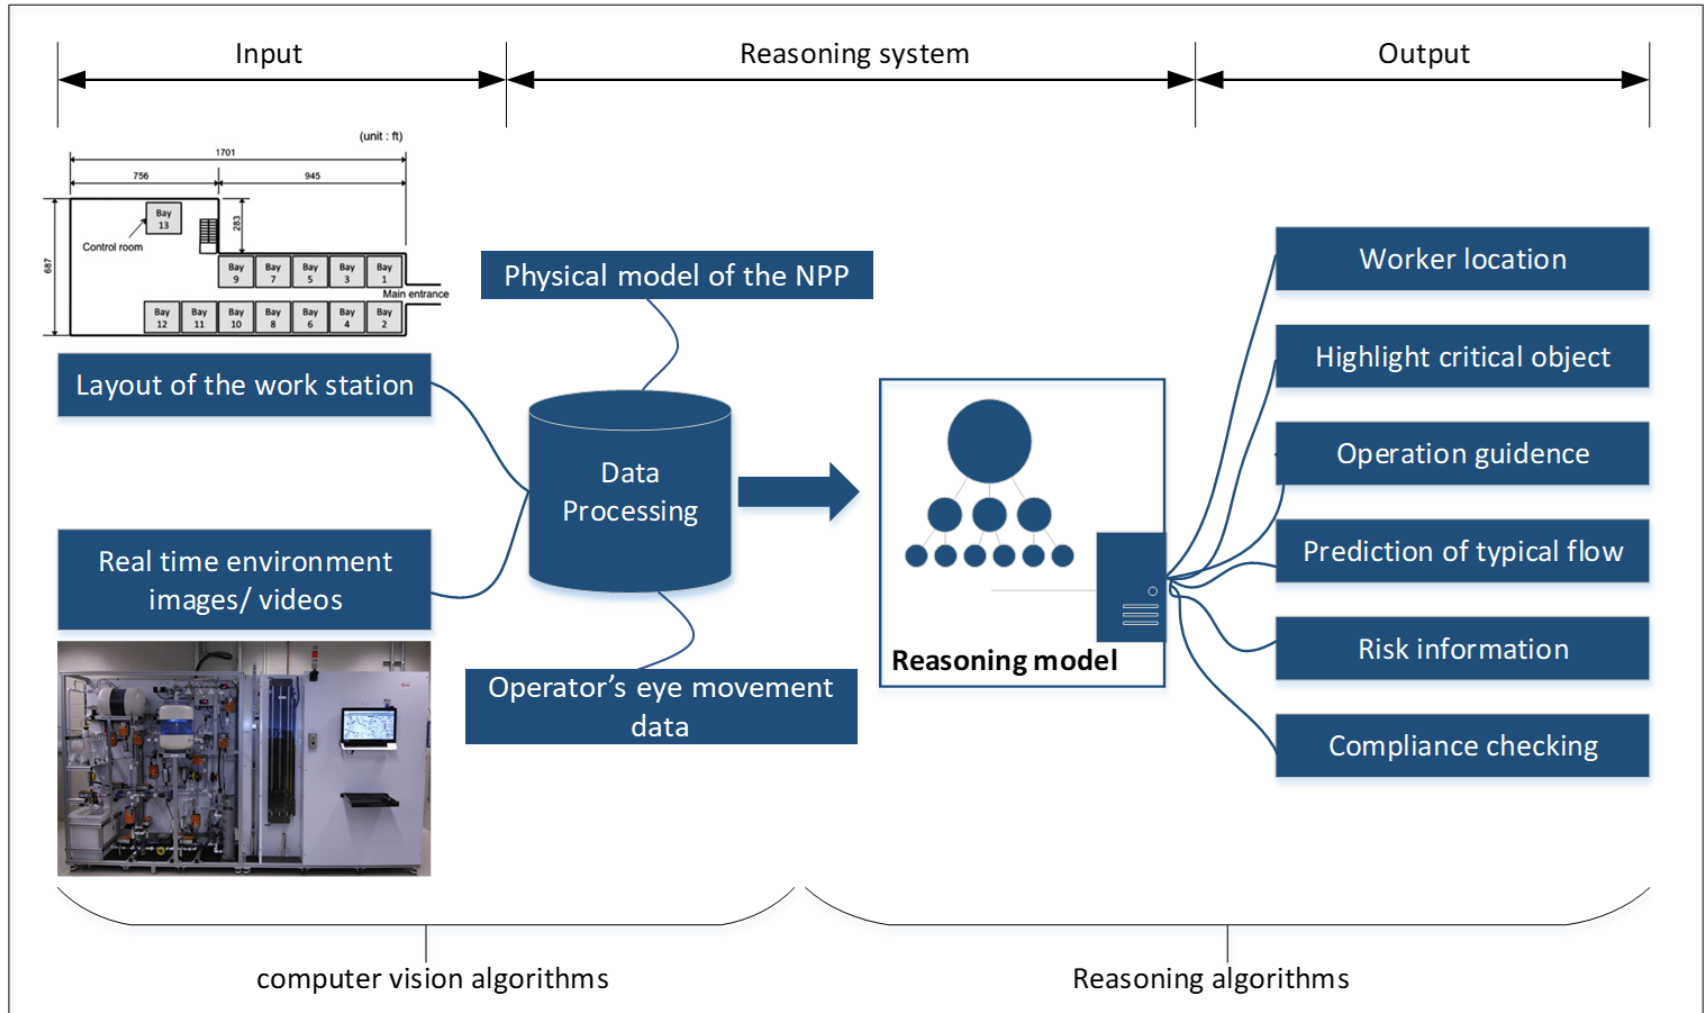 Input
Reasoning system
Output
(unit : ft)
1701
756
945
687
283
Bay
13
Control room
Bay
9
Bay
7
Bay
5
Bay
3
Bay
1
Main entrance
Bay
12
Bay
11
Bay
10
Bay
8
Bay
6
Bay
4
Bay
2
Layout of the work station
Real time environment
images/ videos
Physical model of the NPP
Data
Processing
Operator’s eye movement
data
Reasoning model
Worker location
Highlight critical object
Operation guidence
Prediction of typical flow
Risk information
Compliance checking
computer vision algorithms
Reasoning algorithms